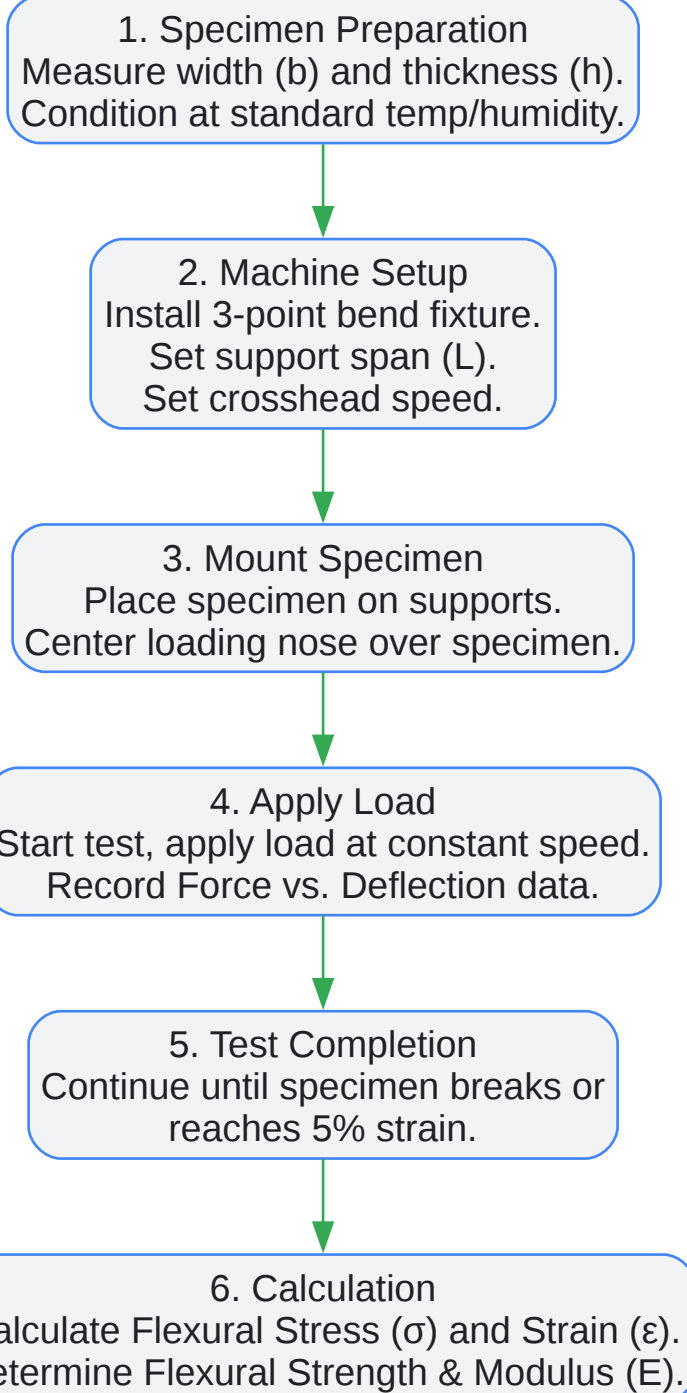 1. Specimen Preparation
Measure width (b) and thickness (h).
Condition at standard temp/humidity.
2. Machine Setup
Install 3-point bend fixture.
Set support span (L).
Set crosshead speed.
3. Mount Specimen
Place specimen on supports.
Center loading nose over specimen.
4. Apply Load
Start test, apply load at constant speed.
Record Force vs. Deflection data.
5. Test Completion
Continue until specimen breaks or
reaches 5% strain.
6. Calculation
alculate Flexural Stress (σ) and Strain (ε).
etermine Flexural Strength & Modulus (E).